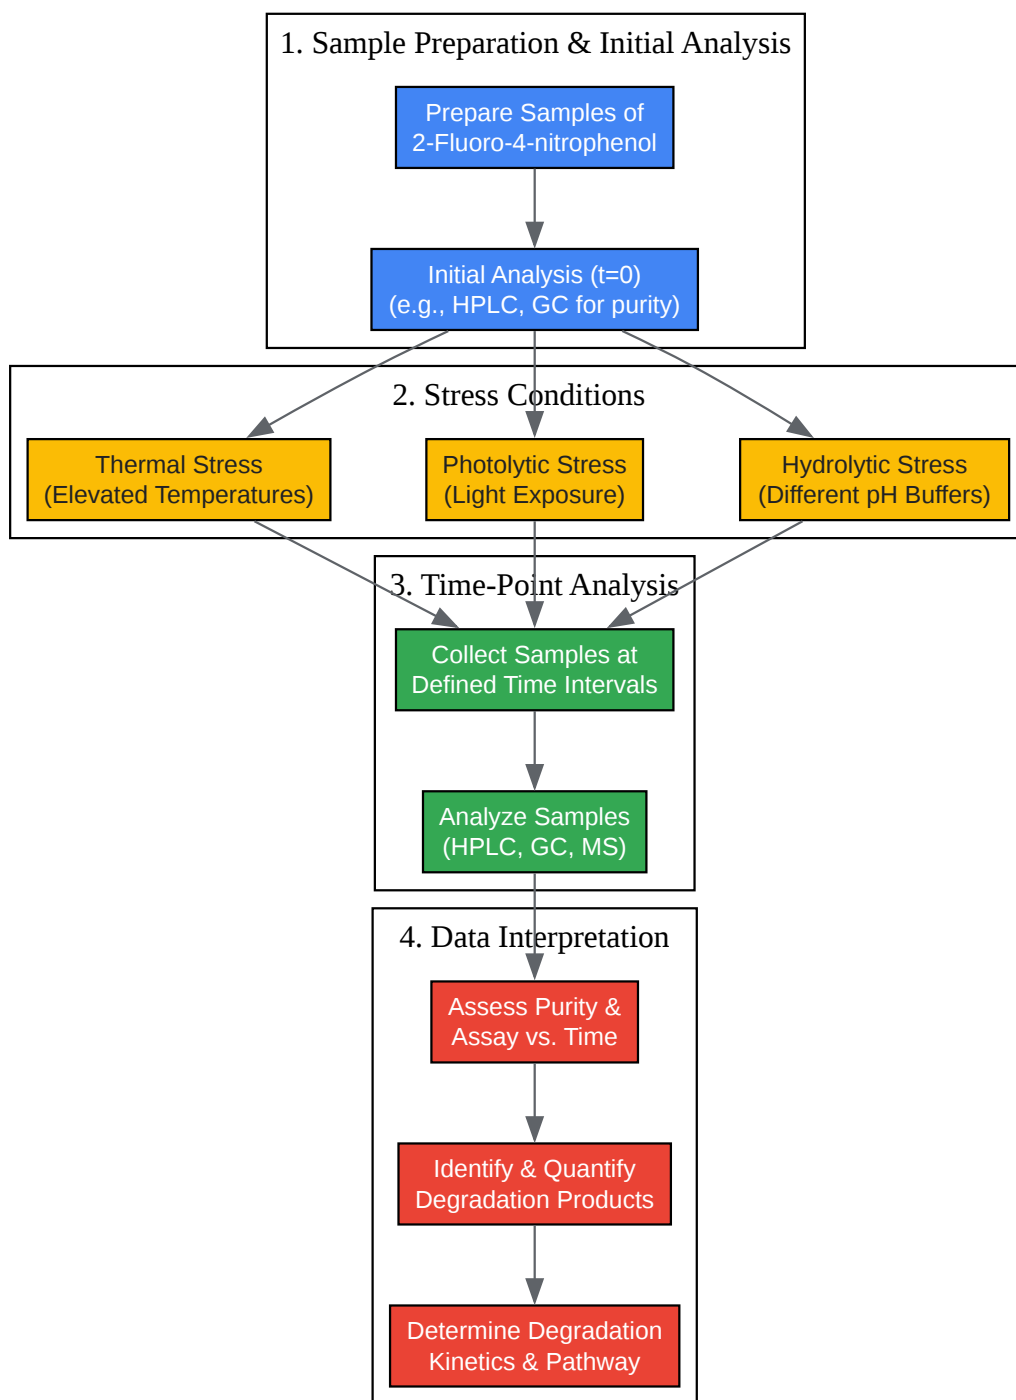 1. Sample Preparation & Initial Analysis
Prepare Samples of
2-Fluoro-4-nitrophenol
Initial Analysis (t=0)
(e.g., HPLC, GC for purity)
2. Stress Conditions
Thermal Stress
(Elevated Temperatures)
Photolytic Stress
(Light Exposure)
Hydrolytic Stress
(Different pH Buffers)
3. Time-Point Analysis
Collect Samples at
Defined Time Intervals
Analyze Samples
(HPLC, GC, MS)
4. Data Interpretation
Assess Purity &
Assay vs. Time
Identify & Quantify
Degradation Products
Determine Degradation
Kinetics & Pathway